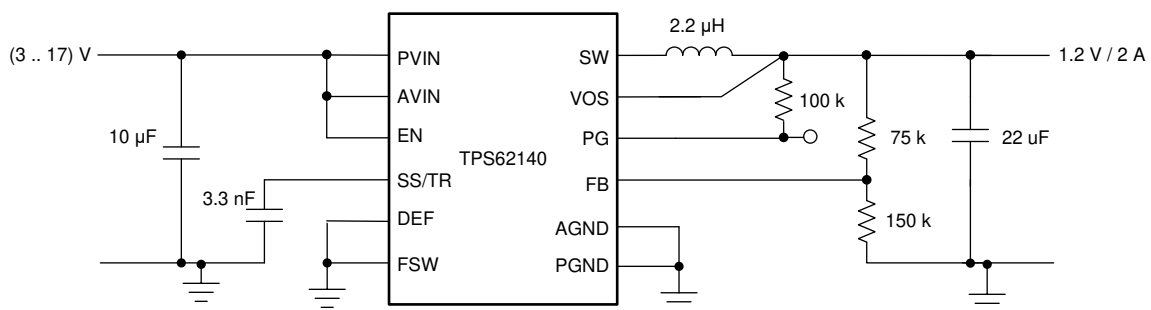 2.2 µH
(3 .. 17) V
PVIN
SW
1.2 V / 2 A
AVIN
VOS
100 k
10 µF
EN
PG
75 k
22 uF
TPS62140
SS/TR
FB
3.3 nF
DEF
AGND
150 k
FSW
PGND